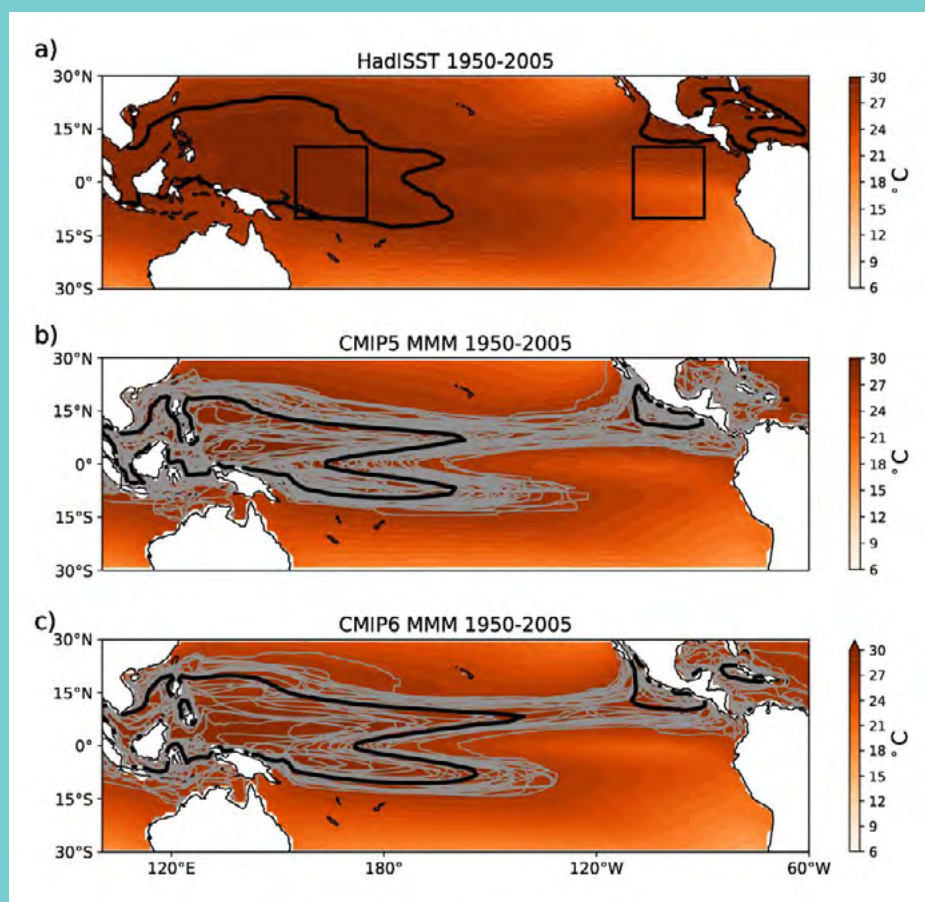 a)
HadISST 1950-2005
30°N
15°N
0°
15°S
30°S
30
27
24
21
18
15
12
9
6
°C
b)
CMIP5 MMM 1950-2005
30°N
15°N
0°
15°S
30°S
30
27
24
21
18
15
12
9
6
°C
c)
CMIP6 MMM 1950-2005
30°N
15°N
0°
15°S
30°S
120°E
180°
120°W
60°W
30
27
24
21
18
15
12
9
6
°C